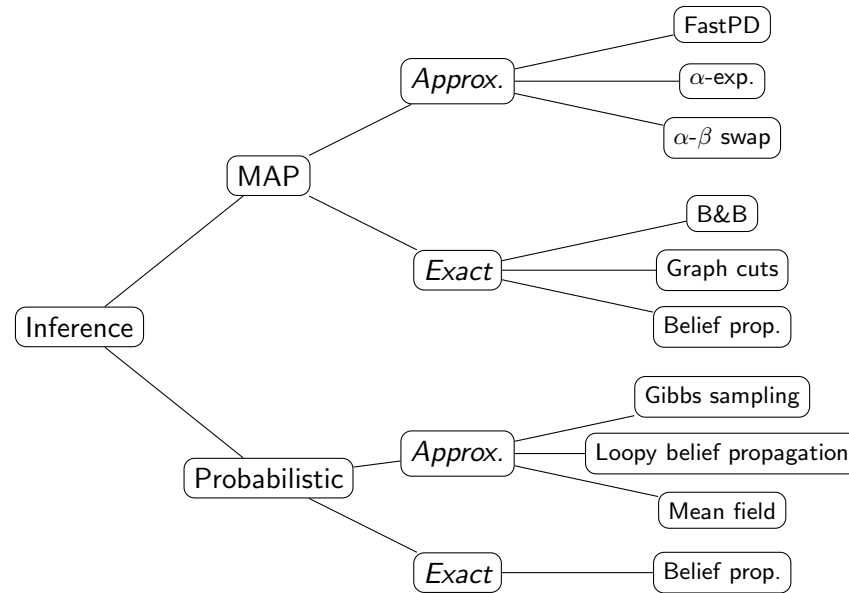 FastPD
Approx.
α-exp.
α-β swap
MAP
B&B
Exact
Graph cuts
Belief prop.
Inference
Gibbs sampling
Approx.
Loopy belief propagation
Probabilistic
Mean field
Exact
Belief prop.